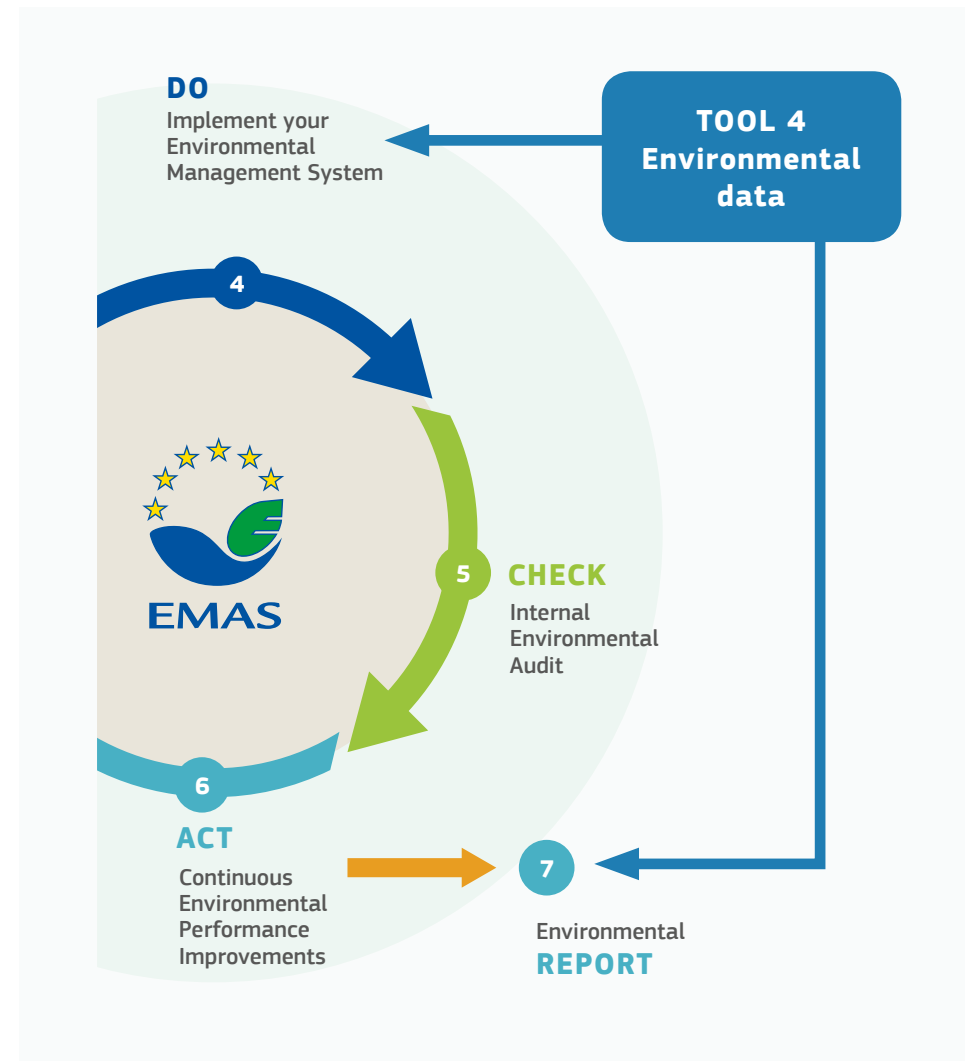 DO
Implement your
Environmental
Management System
TOOL 4
Environmental
data
4
EMAS
5
CHECK
Internal
Environmental
Audit
6
ACT
Continuous
Environmental
Performance
Improvements
7
Environmental
REPORT